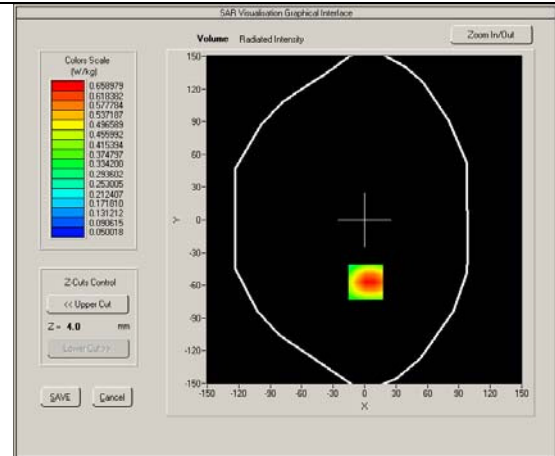 SAR Visualisation Graphical Interface
Volume Radiated Intensity
Zoom In/Out
Colors Scale
(W/kg)
0.658979
0.618382
0.577784
0.537187
0.496589
0.455992
0.415394
0.374797
0.334200
0.293602
0.253005
0.212407
0.171810
0.131212
0.090615
0.050018
Z-Cuts Control
<< Upper Cut
Z = 4.0 mm
Lower Cut >>
SAVE Cancel
150
120
90
60
30
0
-30
-60
-90
-120
-150
Y
-150 -120 -90 -60 -30 0 30 60 90 120 150
X